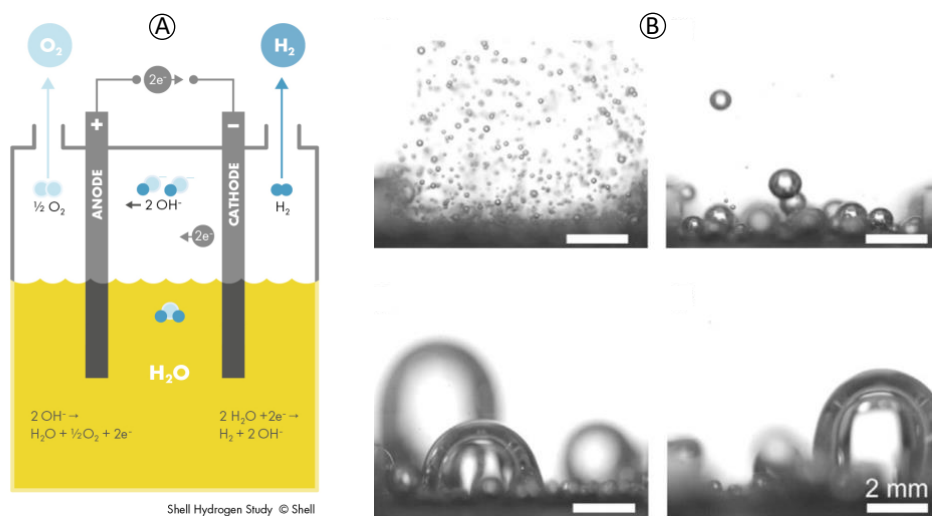 Ⓐ
Ⓑ
O₂
H₂
2e⁻
+
−
ANODE
CATHODE
½ O₂
← 2 OH⁻
H₂
2e⁻
H₂O
2 OH⁻ →
H₂O + ½O₂ + 2e⁻
2 H₂O +2e⁻ →
H₂ + 2 OH⁻
Shell Hydrogen Study © Shell
2 mm